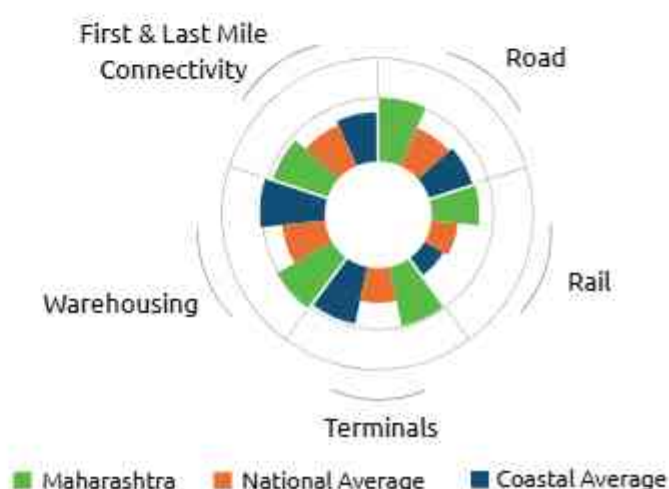 First & Last Mile
Connectivity
Road
Rail
Warehousing
Terminals
Maharashtra
National Average
Coastal Average